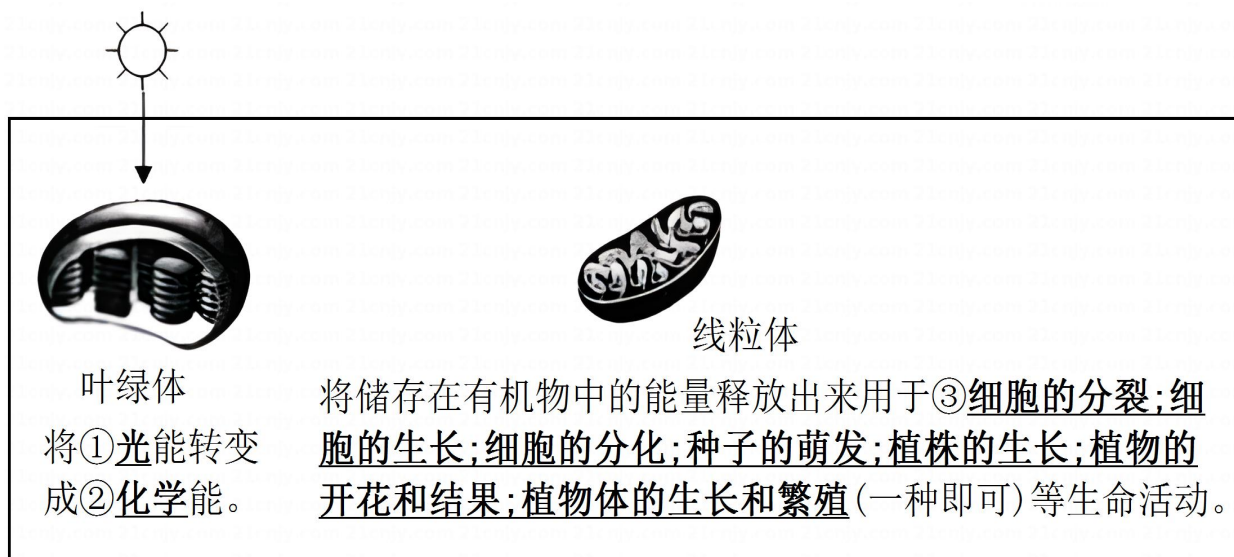 线粒体
叶绿体
将①光能转变
成②化学能。
将储存在有机物中的能量释放出来用于③细胞的分裂;细
胞的生长;细胞的分化;种子的萌发;植株的生长;植物的
开花和结果;植物体的生长和繁殖(一种即可)等生命活动。